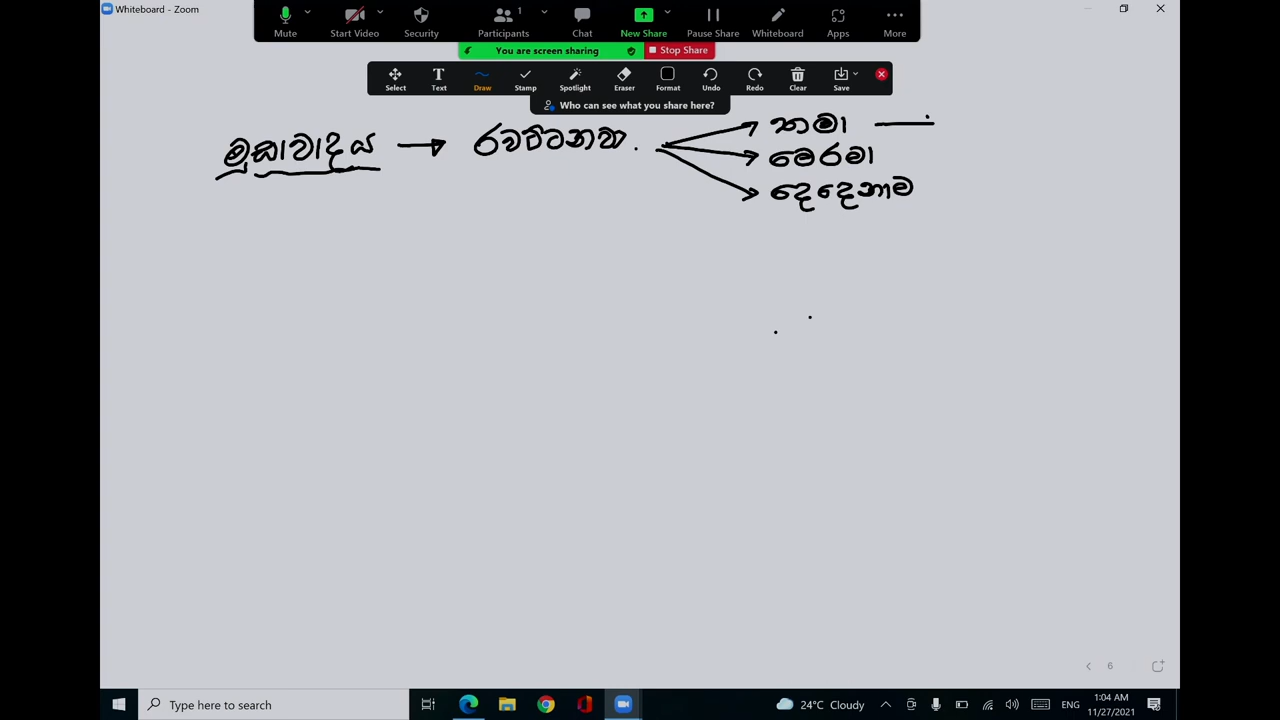 Whiteboard - Zoom
Mute
Start Video
Security
1
Participants
Chat
New Share
Pause Share
Whiteboard
Apps
More
You are screen sharing
Stop Share
Select
Text
Draw
Stamp
Spotlight
Eraser
Format
Undo
Redo
Clear
Save
Who can see what you share here?
මුසාවාදය → රවට්ටනවා.
තමා
මෙරමා
දෙදෙනාම
6
Type here to search
24°C Cloudy
ENG
1:04 AM
11/27/2021